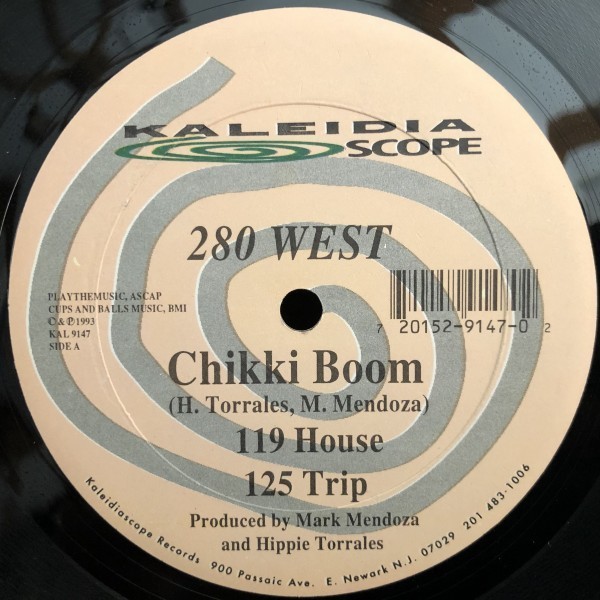 KALEIDIA
SCOPE
280 WEST
PLAYTHEMUSIC, ASCAP
CUPS AND BALLS MUSIC, BMI
© & ℗ 1993
KAL 9147
SIDE A
7 20152-9147-0 2
Chikki Boom
(H. Torrales, M. Mendoza)
119 House
125 Trip
Produced by Mark Mendoza
and Hippie Torrales
Kaleidiascope Records 900 Passaic Ave. E. Newark N.J. 07029 201 483-1006